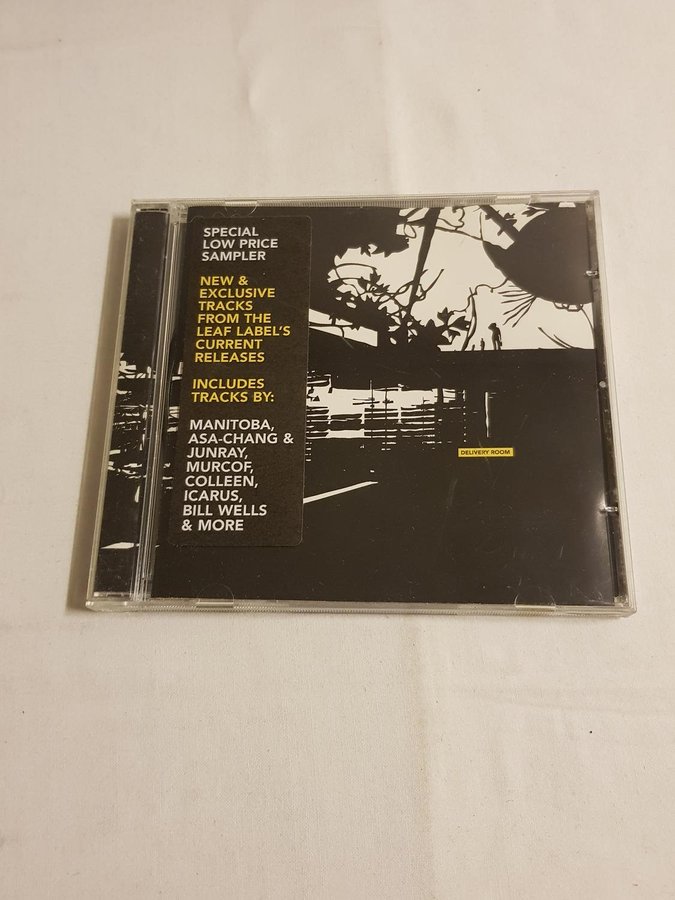 SPECIAL
LOW PRICE
SAMPLER
NEW &
EXCLUSIVE
TRACKS
FROM THE
LEAF LABEL'S
CURRENT
RELEASES
INCLUDES
TRACKS BY:
MANITOBA,
ASA-CHANG &
JUNRAY,
MURCOF,
COLLEEN,
ICARUS,
BILL WELLS
& MORE
DELIVERY ROOM